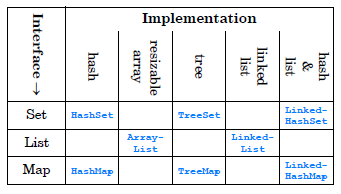 Interface →
Implementation
hash
resizable
array
tree
linked
list
hash
&
list
Set
HashSet
TreeSet
Linked-
HashSet
List
Array-
List
Linked-
List
Map
HashMap
TreeMap
Linked-
HashMap